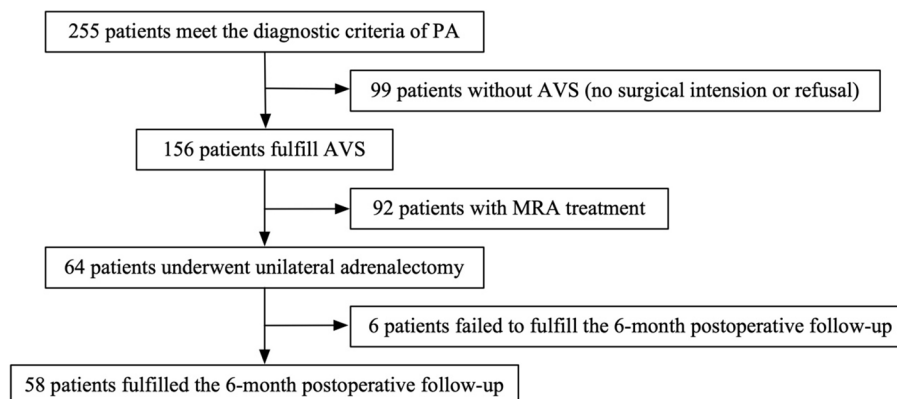 255 patients meet the diagnostic criteria of PA
99 patients without AVS (no surgical intension or refusal)
156 patients fulfill AVS
92 patients with MRA treatment
64 patients underwent unilateral adrenalectomy
6 patients failed to fulfill the 6-month postoperative follow-up
58 patients fulfilled the 6-month postoperative follow-up